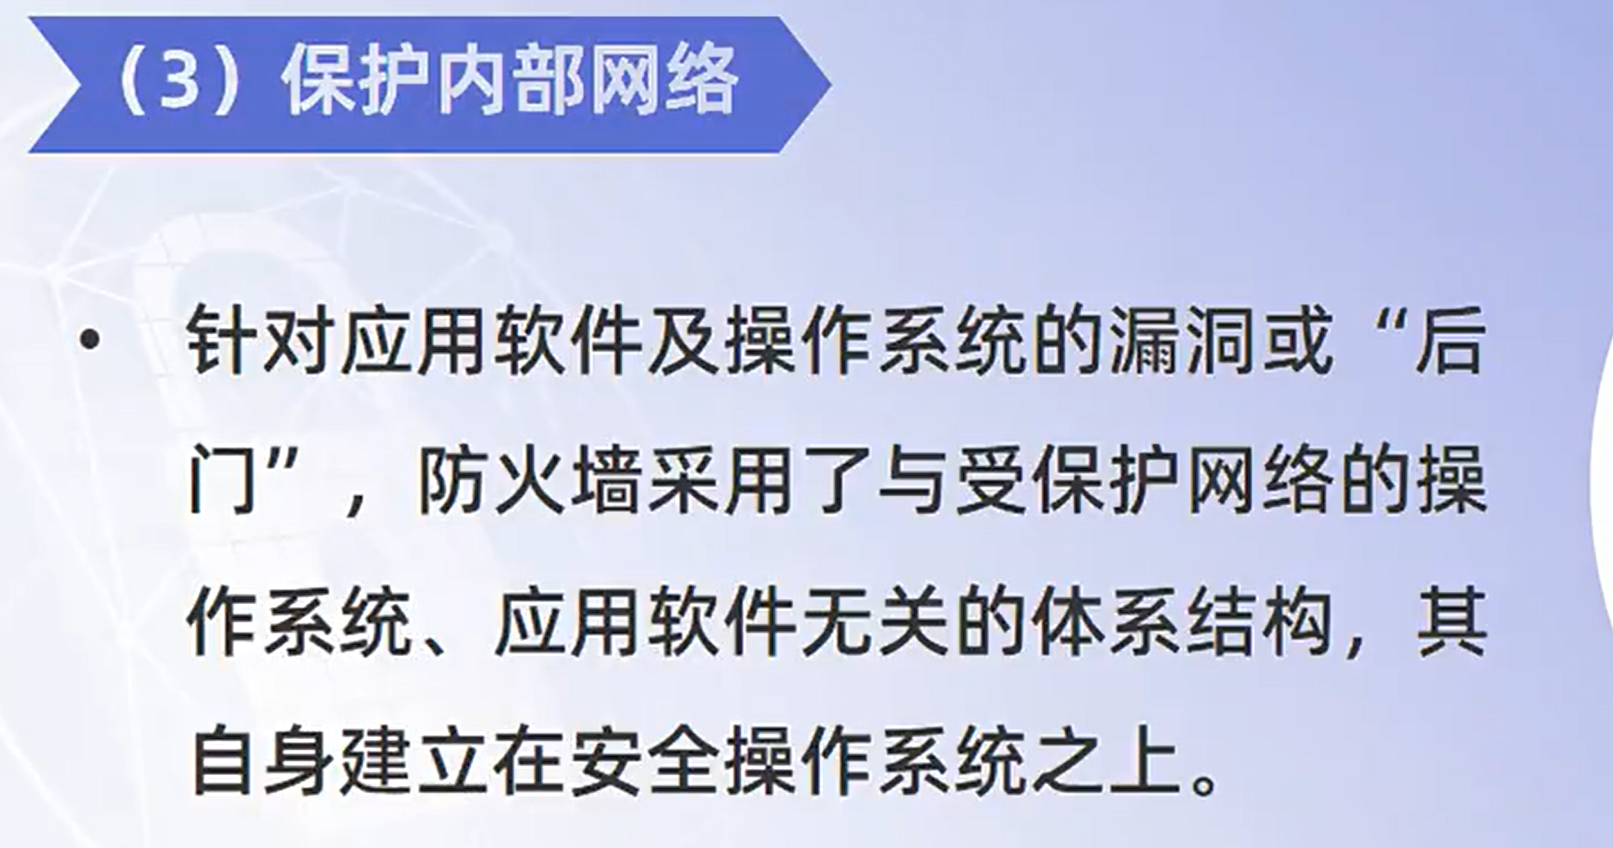 （3）保护内部网络
• 针对应用软件及操作系统的漏洞或“后
门”，防火墙采用了与受保护网络的操
作系统、应用软件无关的体系结构，其
自身建立在安全操作系统之上。